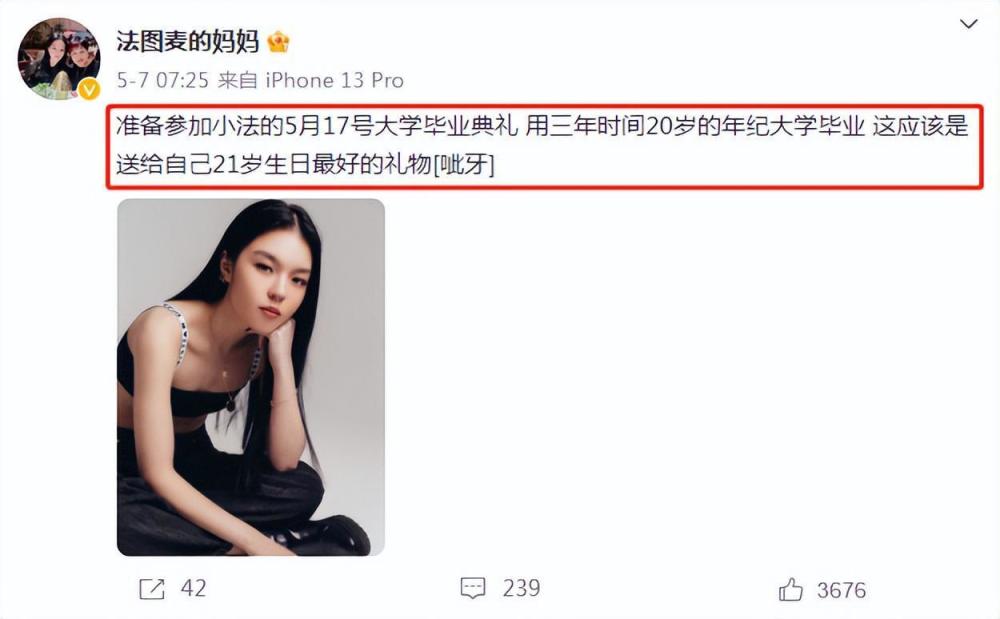 法图麦的妈妈
5-7 07:25 来自 iPhone 13 Pro
准备参加小法的5月17号大学毕业典礼 用三年时间20岁的年纪大学毕业 这应该是
送给自己21岁生日最好的礼物[呲牙]
42
239
3676